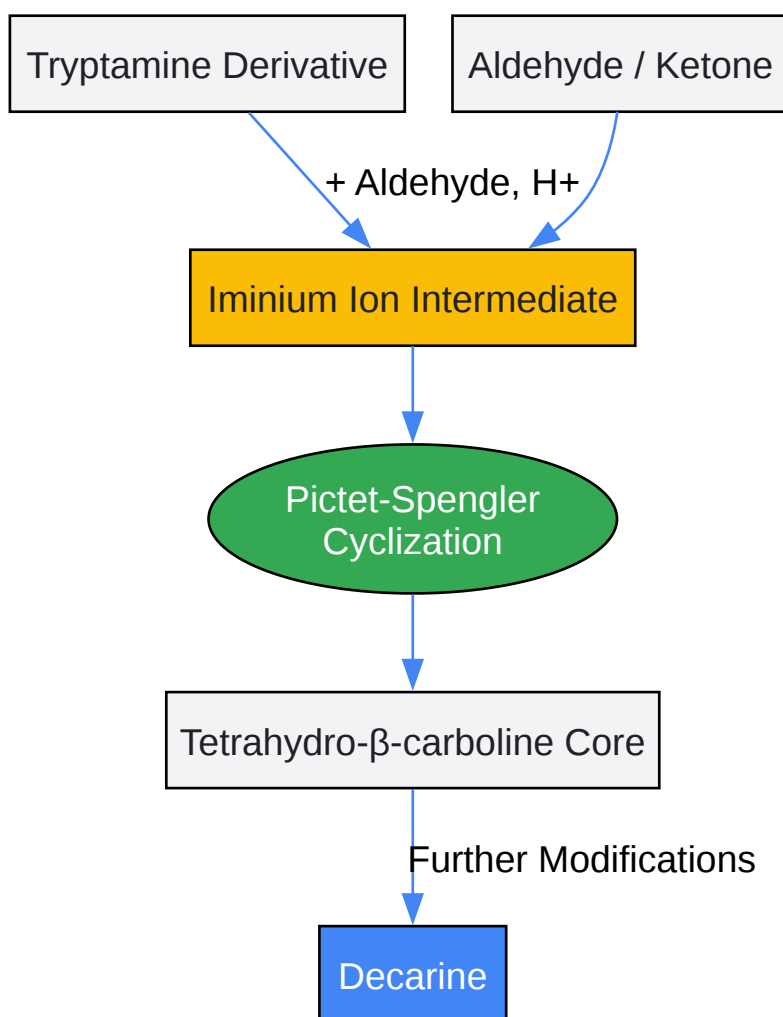 Tryptamine Derivative
Aldehyde / Ketone
+ Aldehyde, H+
Iminium Ion Intermediate
Pictet-Spengler
Cyclization
Tetrahydro-β-carboline Core
Further Modifications
Decarine